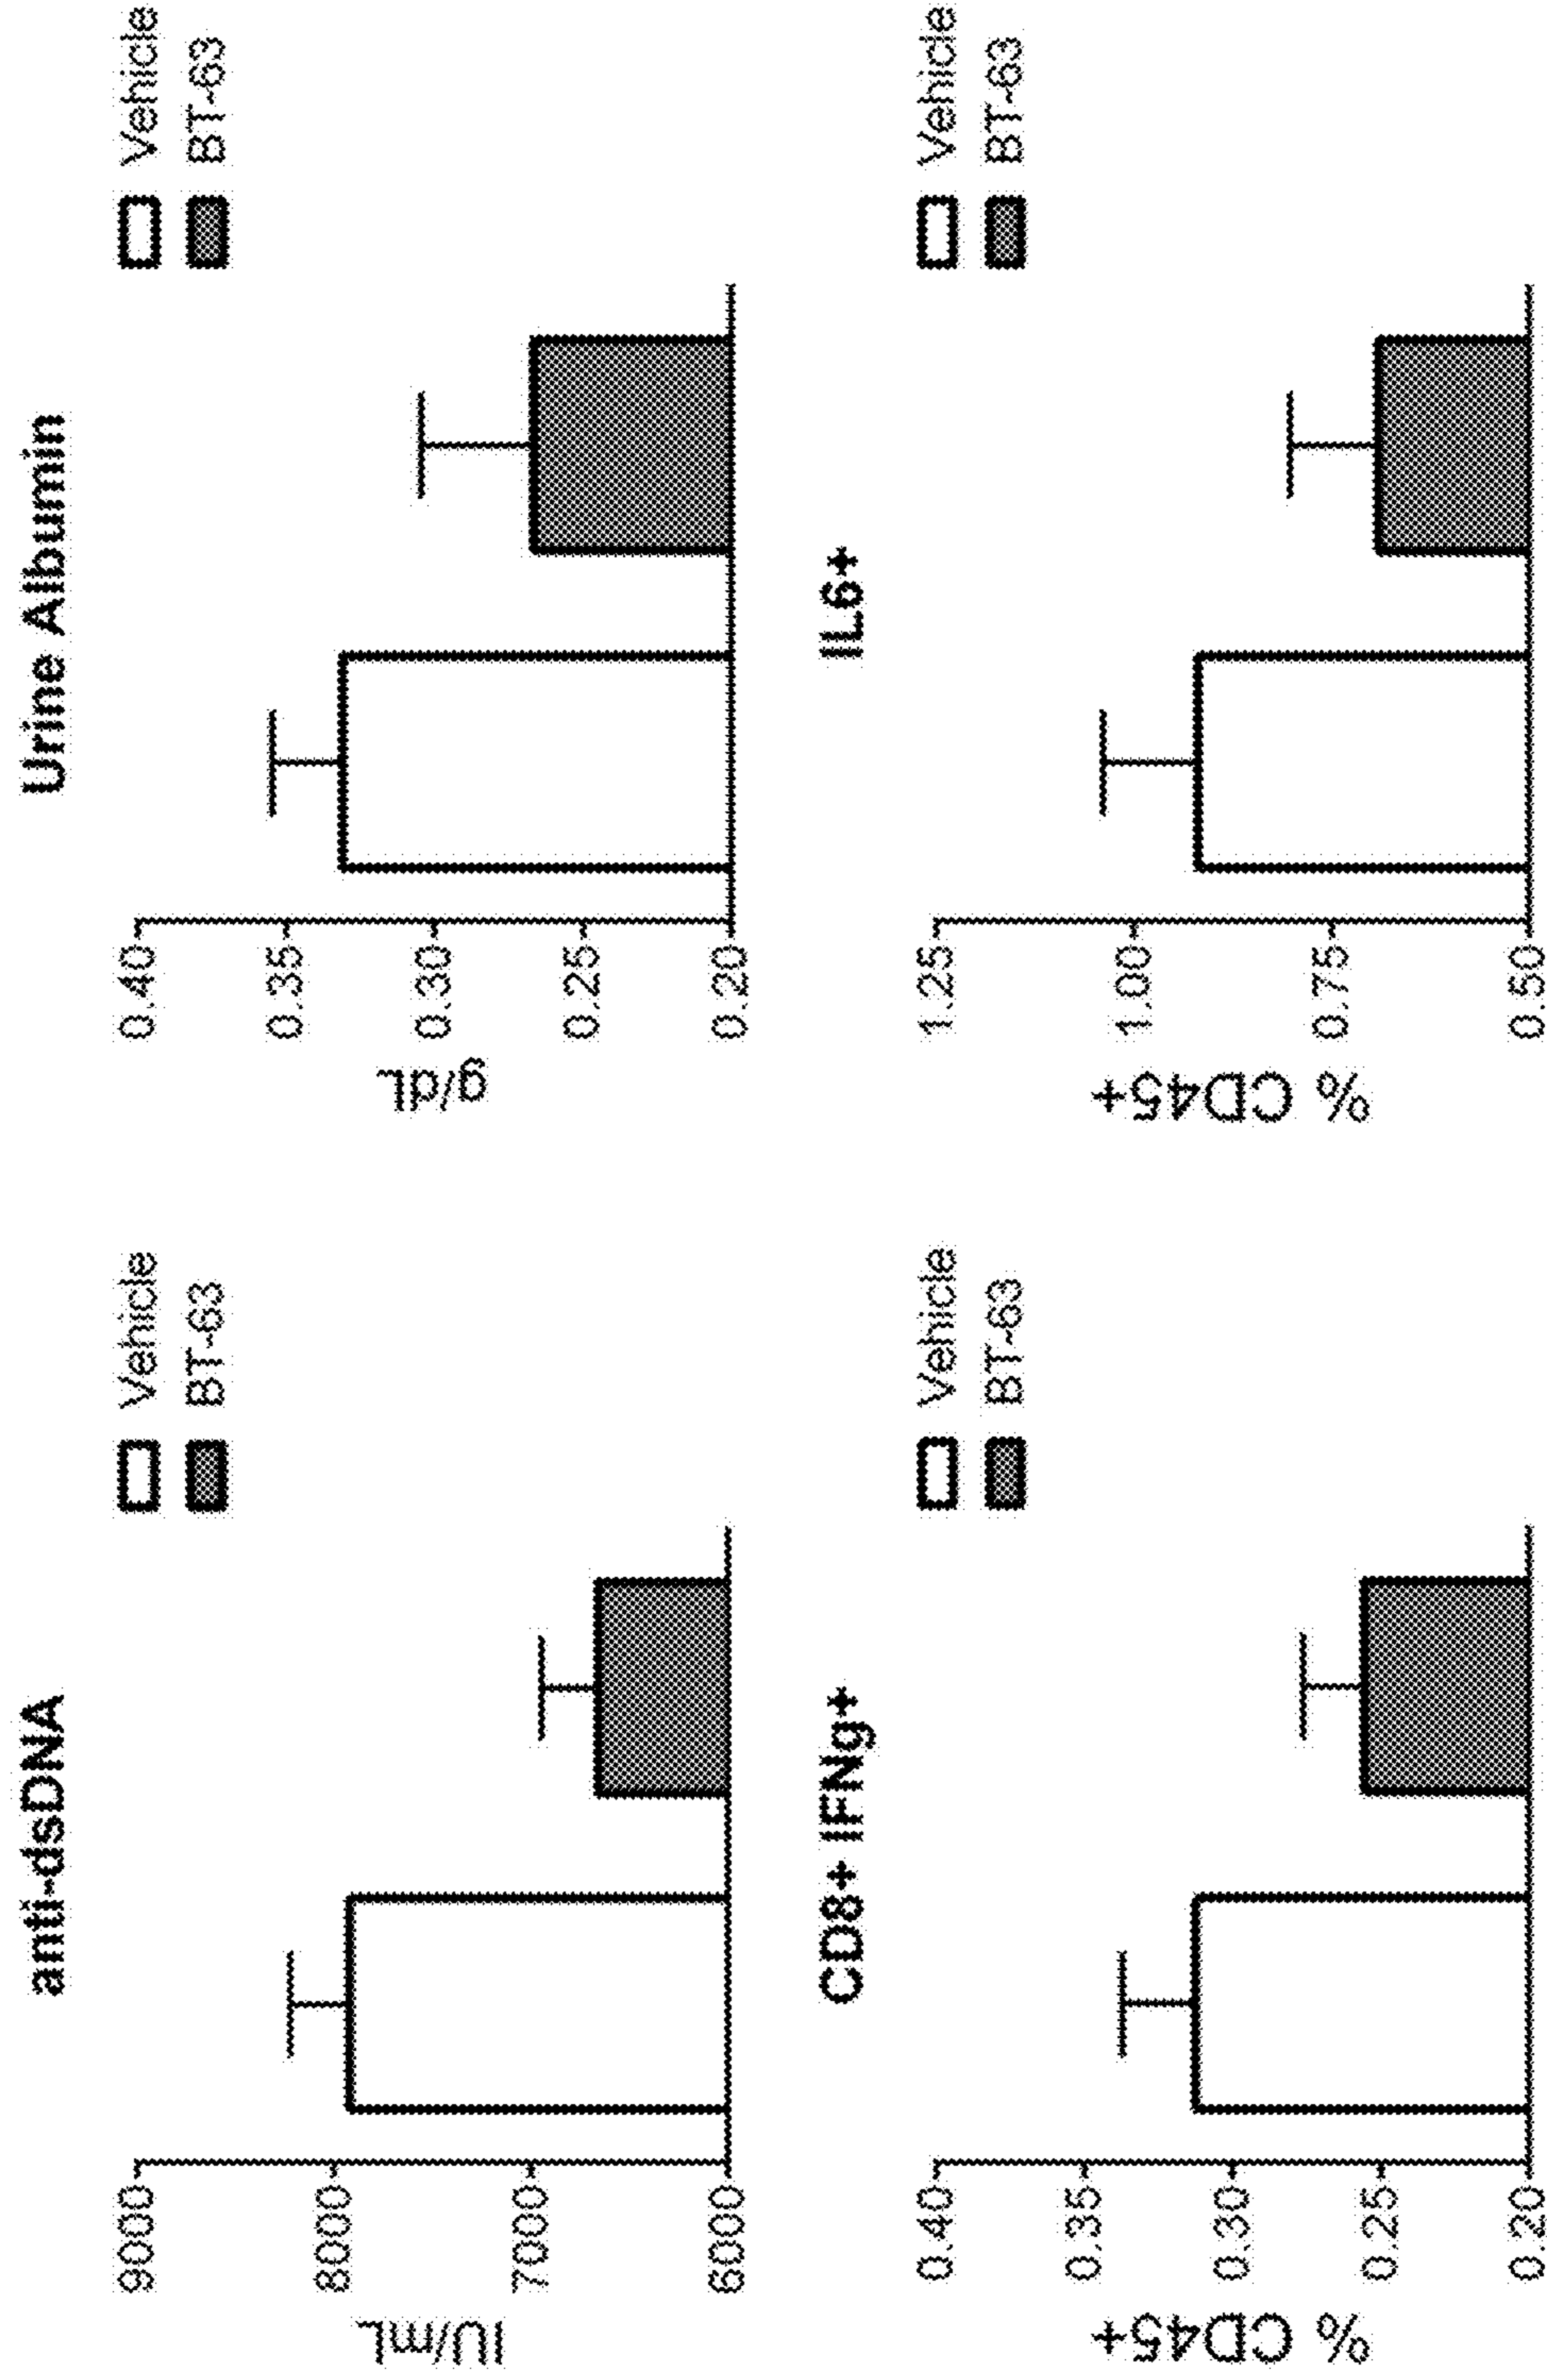 anti-dsDNA
IU/mL
9000
8000
7000
6000
Vehicle
BT-63
Urine Albumin
g/dL
0.40
0.35
0.30
0.25
0.20
Vehicle
BT-63
CD8+ IFNg+
% CD45+
0.40
0.35
0.30
0.25
0.20
Vehicle
BT-63
IL6+
% CD45+
1.25
1.00
0.75
0.50
Vehicle
BT-63